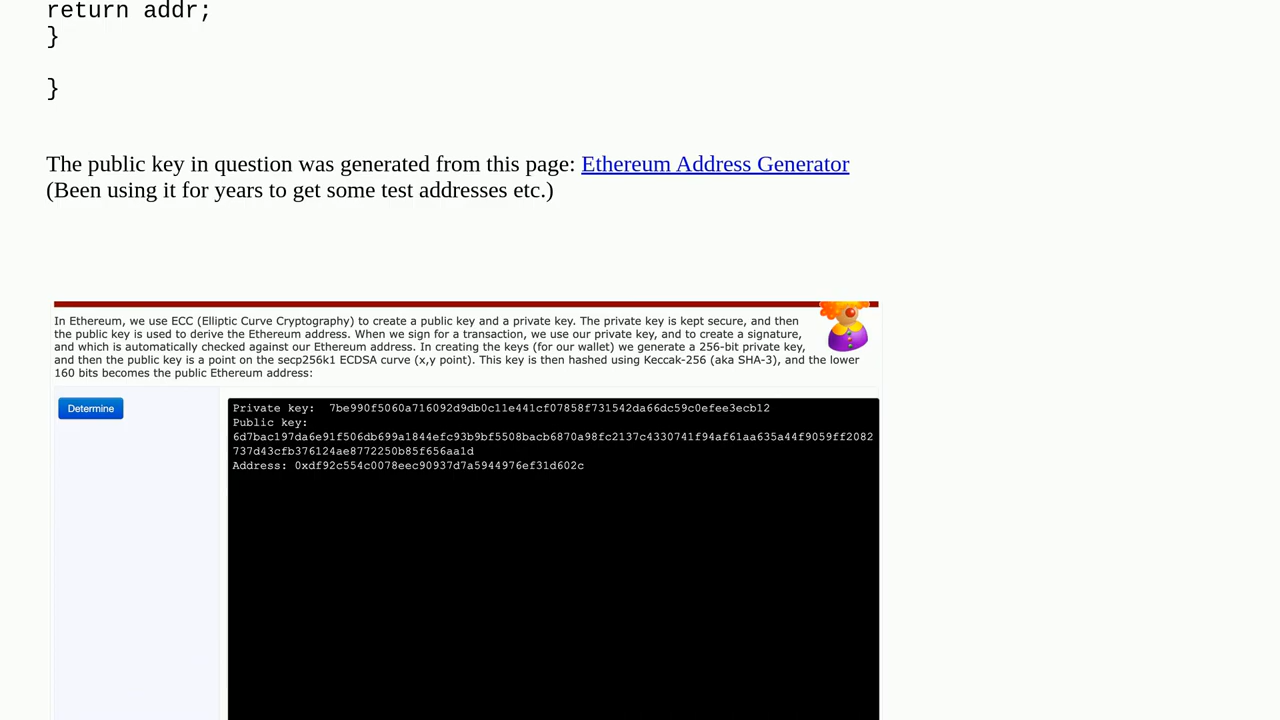 return addr;
}
}
The public key in question was generated from this page: Ethereum Address Generator
(Been using it for years to get some test addresses etc.)
In Ethereum, we use ECC (Elliptic Curve Cryptography) to create a public key and a private key. The private key is kept secure, and then
the public key is used to derive the Ethereum address. When we sign for a transaction, we use our private key, and to create a signature,
and which is automatically checked against our Ethereum address. In creating the keys (for our wallet) we generate a 256-bit private key,
and then the public key is a point on the secp256k1 ECDSA curve (x,y point). This key is then hashed using Keccak-256 (aka SHA-3), and the lower
160 bits becomes the public Ethereum address:
Determine
Private key:  7be990f5060a716092d9db0c11e441cf07858f731542da66dc59c0efee3ecb12
Public key:
6d7bac197da6e91f506db699a1844efc93b9bf5508bacb6870a98fc2137c4330741f94af61aa635a44f9059ff2082
737d43cfb376124ae8772250b85f656aa1d
Address: 0xdf92c554c0078eec90937d7a5944976ef31d602c